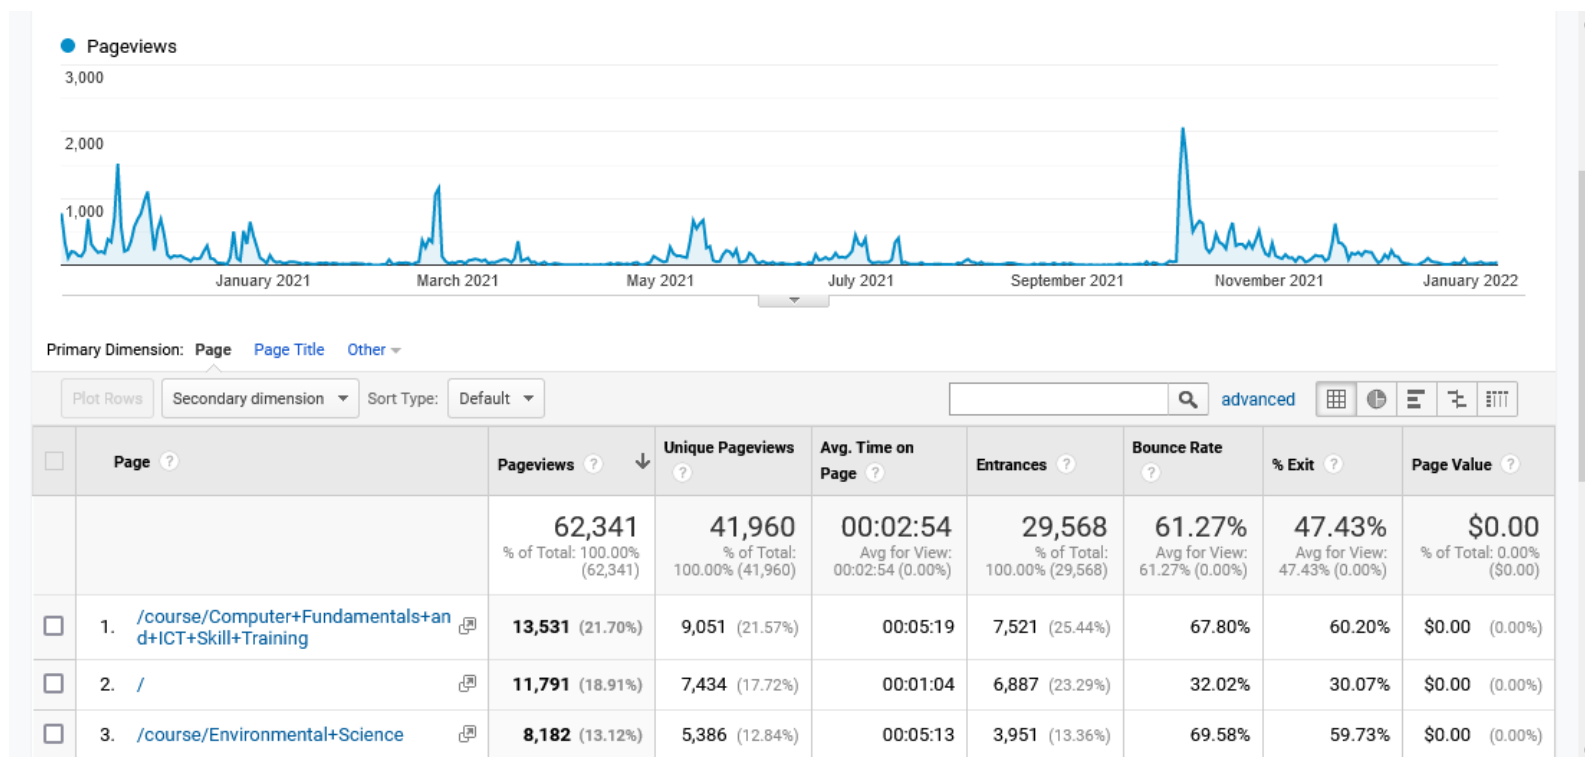 Pageviews
3,000
2,000
1,000
January 2021 March 2021 May 2021 July 2021 September 2021 November 2021 January 2022
Primary Dimension: Page Page Title Other
Plot Rows Secondary dimension Sort Type: Default advanced
Page ? Pageviews ? Unique Pageviews ? Avg. Time on Page ? Entrances ? Bounce Rate ? % Exit ? Page Value ?
62,341 41,960 00:02:54 29,568 61.27% 47.43% $0.00
% of Total: 100.00% % of Total: Avg for View: % of Total: Avg for View: Avg for View: % of Total: 0.00%
(62,341) 100.00% (41,960) 00:02:54 (0.00%) 100.00% (29,568) 61.27% (0.00%) 47.43% (0.00%) ($0.00)
1. /course/Computer+Fundamentals+an
d+ICT+Skill+Training
13,531 (21.70%) 9,051 (21.57%) 00:05:19 7,521 (25.44%) 67.80% 60.20% $0.00 (0.00%)
2. / 11,791 (18.91%) 7,434 (17.72%) 00:01:04 6,887 (23.29%) 32.02% 30.07% $0.00 (0.00%)
3. /course/Environmental+Science 8,182 (13.12%) 5,386 (12.84%) 00:05:13 3,951 (13.36%) 69.58% 59.73% $0.00 (0.00%)